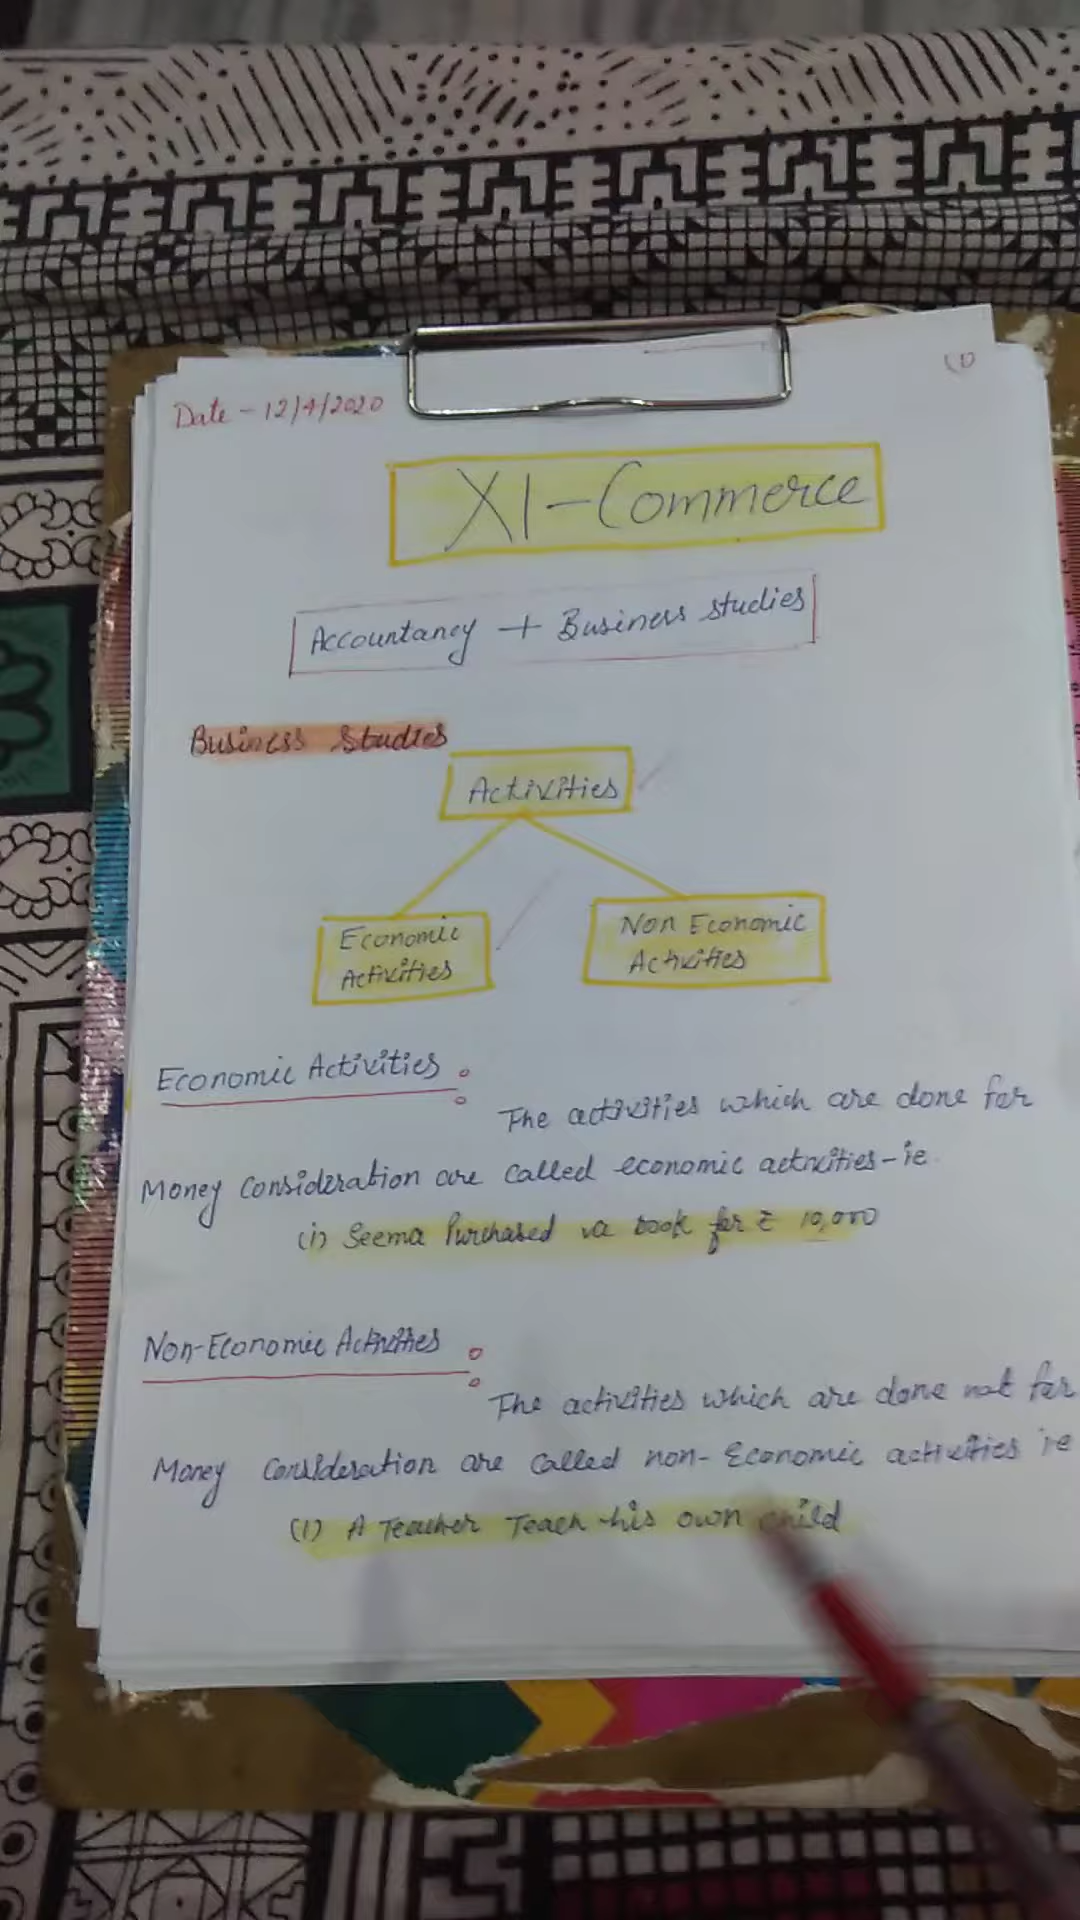 (1)
Date - 12/4/2020
XI-Commerce
Accountancy + Business studies
Business Studies
Activities
Economic
Activities
Non Economic
Activities
Economic Activities :
The activities which are done for
Money Consideration are called economic activities - ie
(i) Seema Purchased a book for ₹ 10,000
Non-Economic Activities :
The activities which are done not for
Money Consideration are called non-Economic activities ie
(1) A Teacher Teach his own child